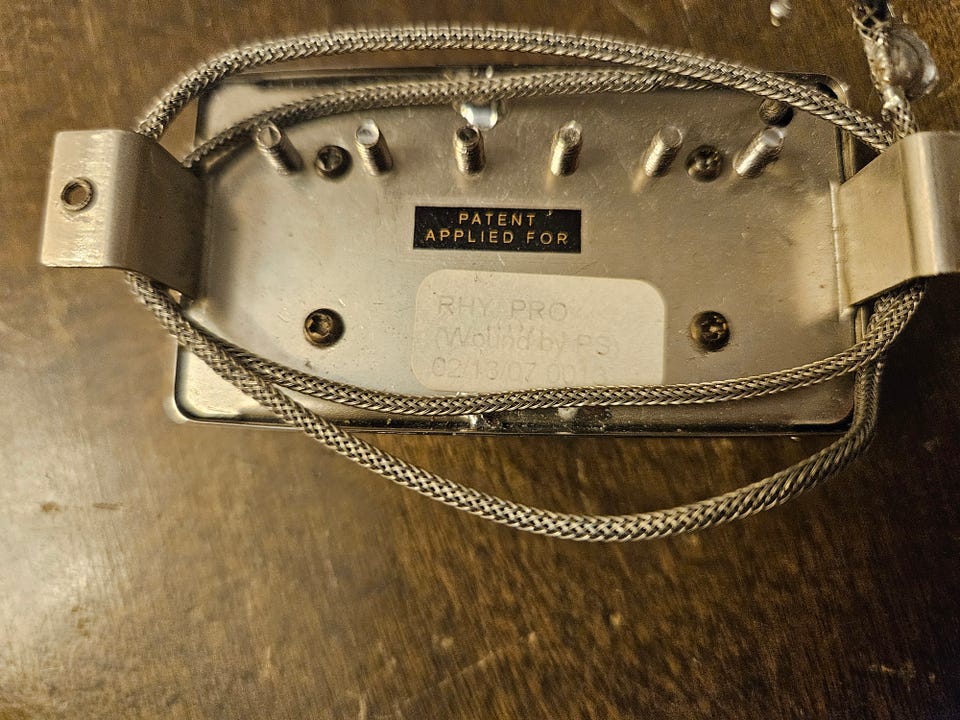 PATENT
APPLIED FOR
RHY PRO
(Wound by PS)
02/13/07 0013